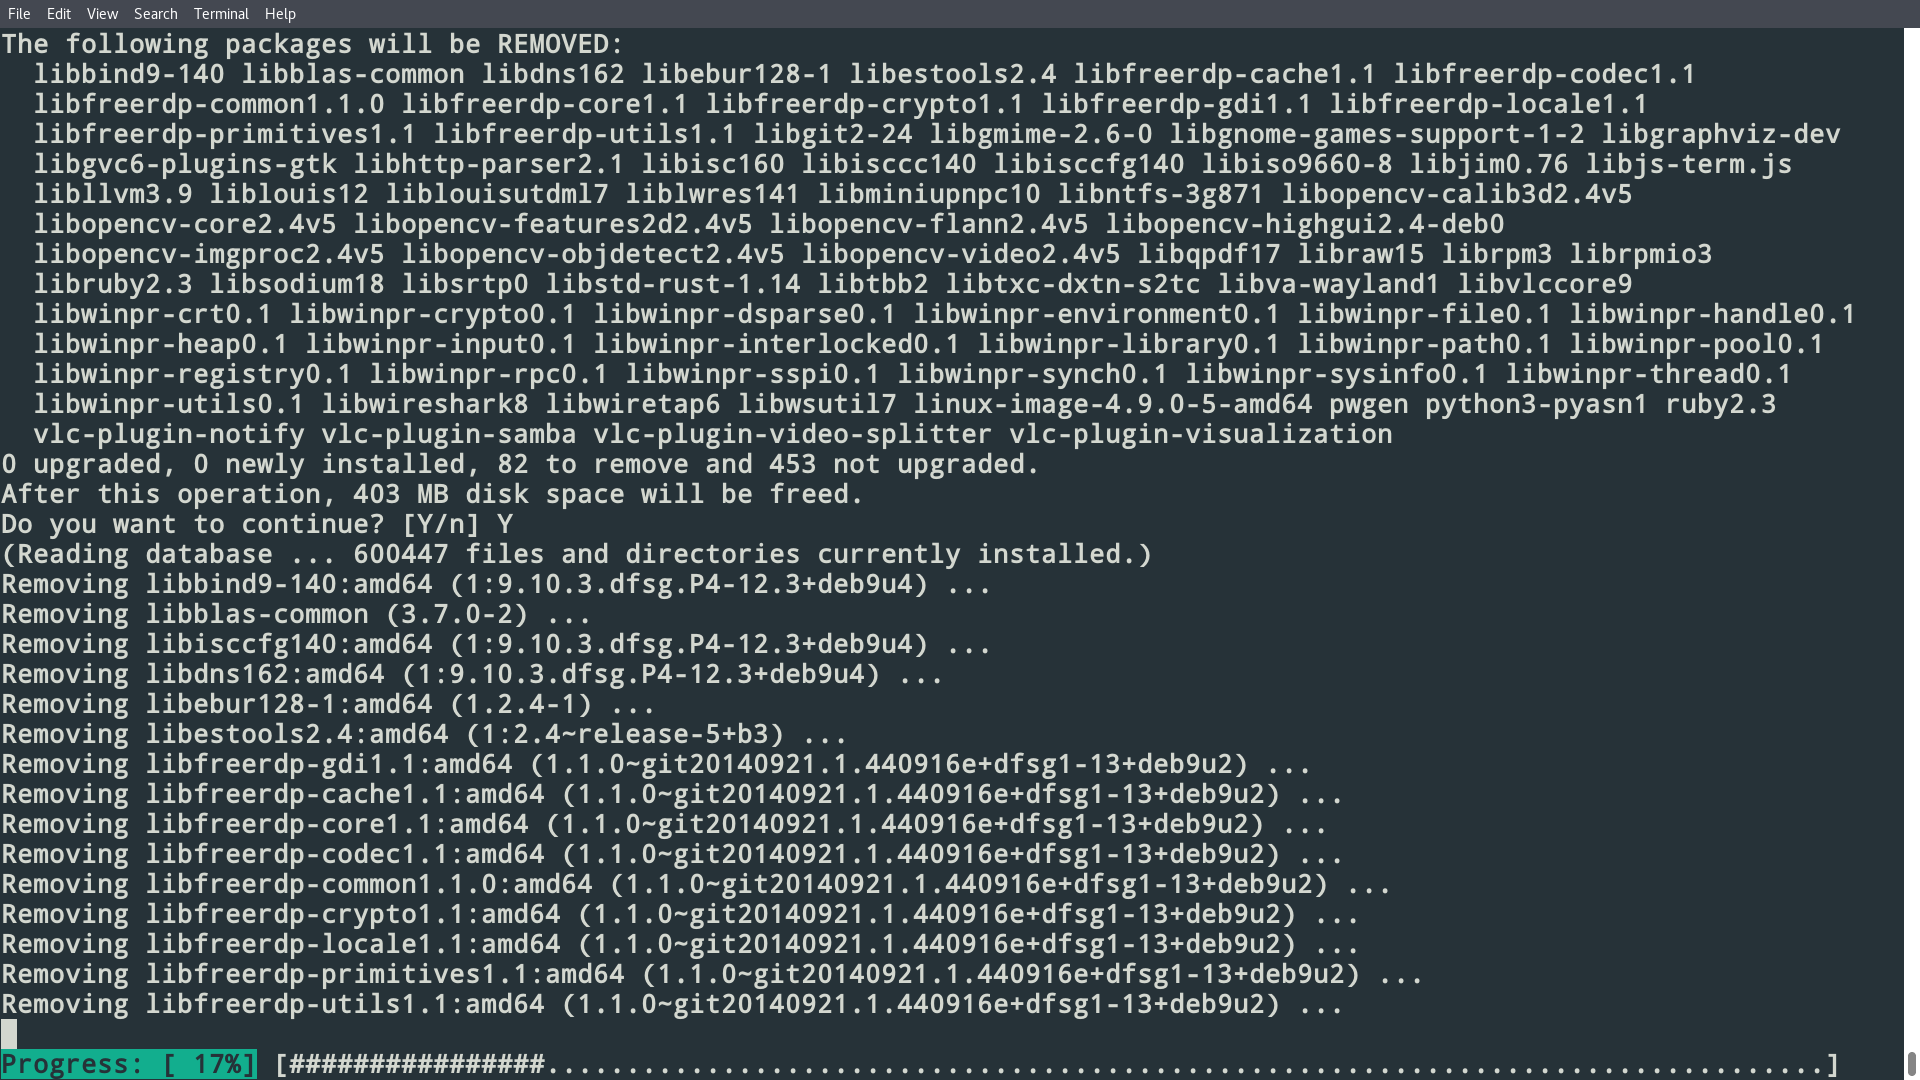 File Edit View Search Terminal Help
The following packages will be REMOVED:
  libbind9-140 libblas-common libdns162 libebur128-1 libestools2.4 libfreerdp-cache1.1 libfreerdp-codec1.1
  libfreerdp-common1.1.0 libfreerdp-core1.1 libfreerdp-crypto1.1 libfreerdp-gdi1.1 libfreerdp-locale1.1
  libfreerdp-primitives1.1 libfreerdp-utils1.1 libgit2-24 libgmime-2.6-0 libgnome-games-support-1-2 libgraphviz-dev
  libgvc6-plugins-gtk libhttp-parser2.1 libisc160 libisccc140 libisccfg140 libiso9660-8 libjim0.76 libjs-term.js
  libllvm3.9 liblouis12 liblouisutdml7 liblwres141 libminiupnpc10 libntfs-3g871 libopencv-calib3d2.4v5
  libopencv-core2.4v5 libopencv-features2d2.4v5 libopencv-flann2.4v5 libopencv-highgui2.4-deb0
  libopencv-imgproc2.4v5 libopencv-objdetect2.4v5 libopencv-video2.4v5 libqpdf17 libraw15 librpm3 librpmio3
  libruby2.3 libsodium18 libsrtp0 libstd-rust-1.14 libtbb2 libtxc-dxtn-s2tc libva-wayland1 libvlccore9
  libwinpr-crt0.1 libwinpr-crypto0.1 libwinpr-dsparse0.1 libwinpr-environment0.1 libwinpr-file0.1 libwinpr-handle0.1
  libwinpr-heap0.1 libwinpr-input0.1 libwinpr-interlocked0.1 libwinpr-library0.1 libwinpr-path0.1 libwinpr-pool0.1
  libwinpr-registry0.1 libwinpr-rpc0.1 libwinpr-sspi0.1 libwinpr-synch0.1 libwinpr-sysinfo0.1 libwinpr-thread0.1
  libwinpr-utils0.1 libwireshark8 libwiretap6 libwsutil7 linux-image-4.9.0-5-amd64 pwgen python3-pyasn1 ruby2.3
  vlc-plugin-notify vlc-plugin-samba vlc-plugin-video-splitter vlc-plugin-visualization
0 upgraded, 0 newly installed, 82 to remove and 453 not upgraded.
After this operation, 403 MB disk space will be freed.
Do you want to continue? [Y/n] Y
(Reading database ... 600447 files and directories currently installed.)
Removing libbind9-140:amd64 (1:9.10.3.dfsg.P4-12.3+deb9u4) ...
Removing libblas-common (3.7.0-2) ...
Removing libisccfg140:amd64 (1:9.10.3.dfsg.P4-12.3+deb9u4) ...
Removing libdns162:amd64 (1:9.10.3.dfsg.P4-12.3+deb9u4) ...
Removing libebur128-1:amd64 (1.2.4-1) ...
Removing libestools2.4:amd64 (1:2.4~release-5+b3) ...
Removing libfreerdp-gdi1.1:amd64 (1.1.0~git20140921.1.440916e+dfsg1-13+deb9u2) ...
Removing libfreerdp-cache1.1:amd64 (1.1.0~git20140921.1.440916e+dfsg1-13+deb9u2) ...
Removing libfreerdp-core1.1:amd64 (1.1.0~git20140921.1.440916e+dfsg1-13+deb9u2) ...
Removing libfreerdp-codec1.1:amd64 (1.1.0~git20140921.1.440916e+dfsg1-13+deb9u2) ...
Removing libfreerdp-common1.1.0:amd64 (1.1.0~git20140921.1.440916e+dfsg1-13+deb9u2) ...
Removing libfreerdp-crypto1.1:amd64 (1.1.0~git20140921.1.440916e+dfsg1-13+deb9u2) ...
Removing libfreerdp-locale1.1:amd64 (1.1.0~git20140921.1.440916e+dfsg1-13+deb9u2) ...
Removing libfreerdp-primitives1.1:amd64 (1.1.0~git20140921.1.440916e+dfsg1-13+deb9u2) ...
Removing libfreerdp-utils1.1:amd64 (1.1.0~git20140921.1.440916e+dfsg1-13+deb9u2) ...
Progress: [ 17%] [################................................................................]